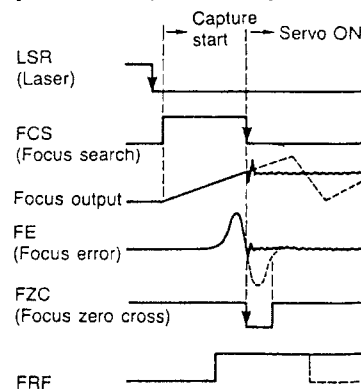 Capture
start
Servo ON
LSR
(Laser)
FCS
(Focus search)
Focus output
FE
(Focus error)
FZC
(Focus zero cross)
FRF